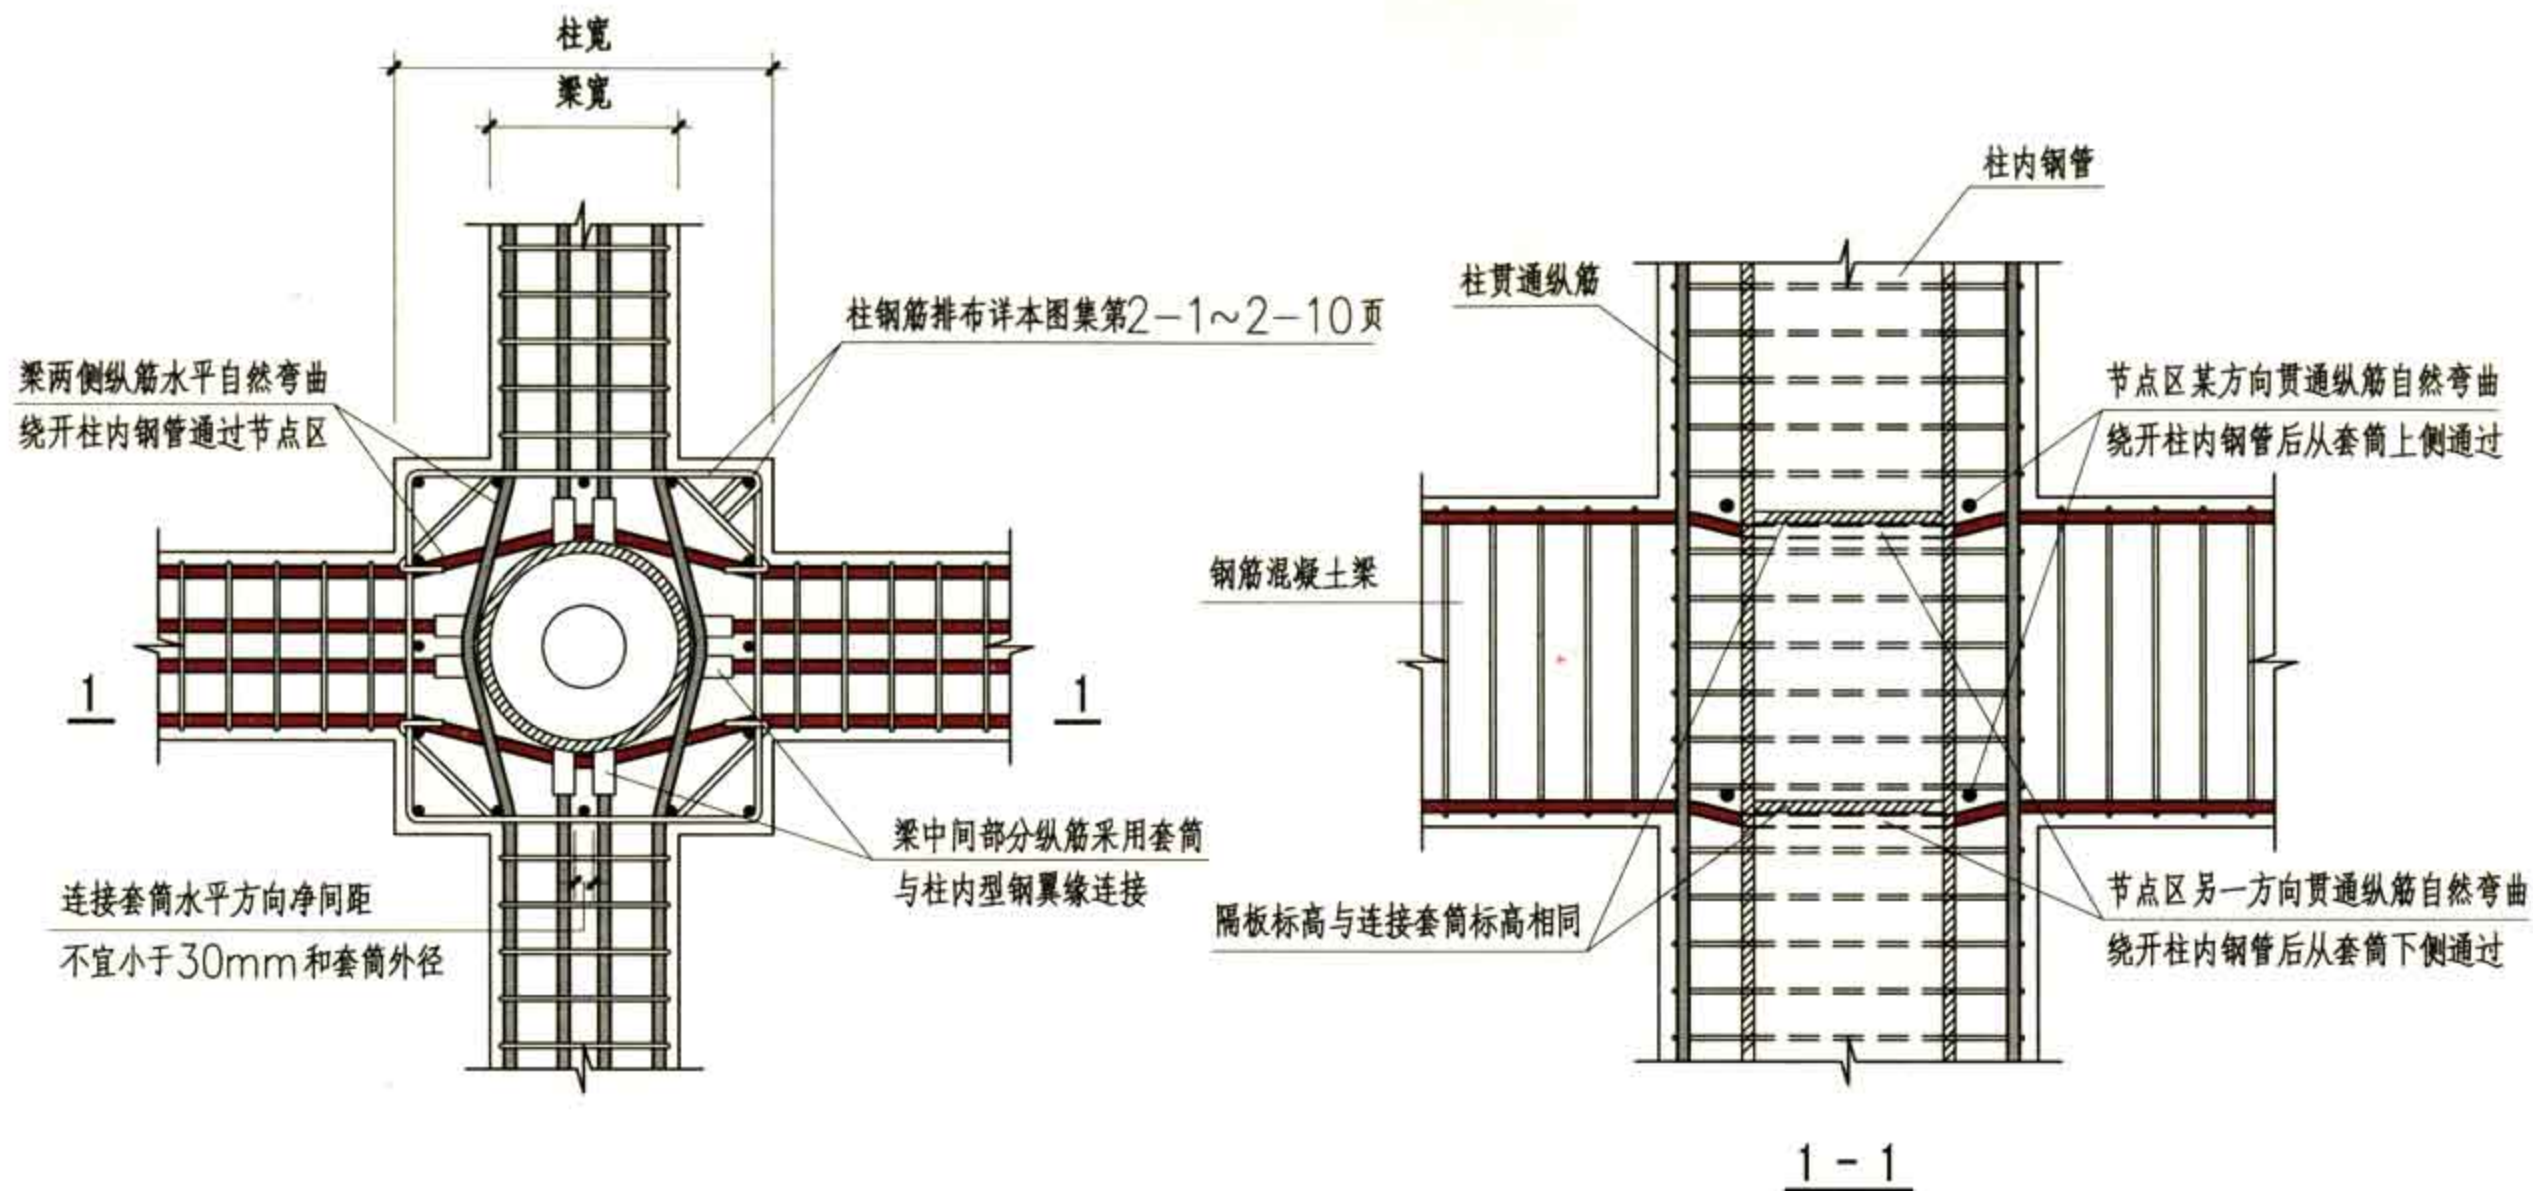 柱宽
梁宽
柱钢筋排布详本图集第2-1~2-10页
梁两侧纵筋水平自然弯曲
绕开柱内钢管通过节点区
1
1
梁中间部分纵筋采用套筒
与柱内型钢翼缘连接
连接套筒水平方向净间距
不宜小于30mm和套筒外径
柱内钢管
柱贯通纵筋
节点区某方向贯通纵筋自然弯曲
绕开柱内钢管后从套筒上侧通过
钢筋混凝土梁
隔板标高与连接套筒标高相同
节点区另一方向贯通纵筋自然弯曲
绕开柱内钢管后从套筒下侧通过
1-1